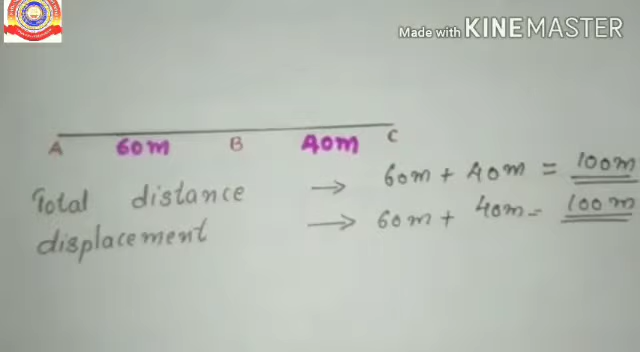 Made with KINEMASTER
A 60m B 40m C
Total distance → 60m + 40m = 100m
displacement → 60m + 40m = 100m